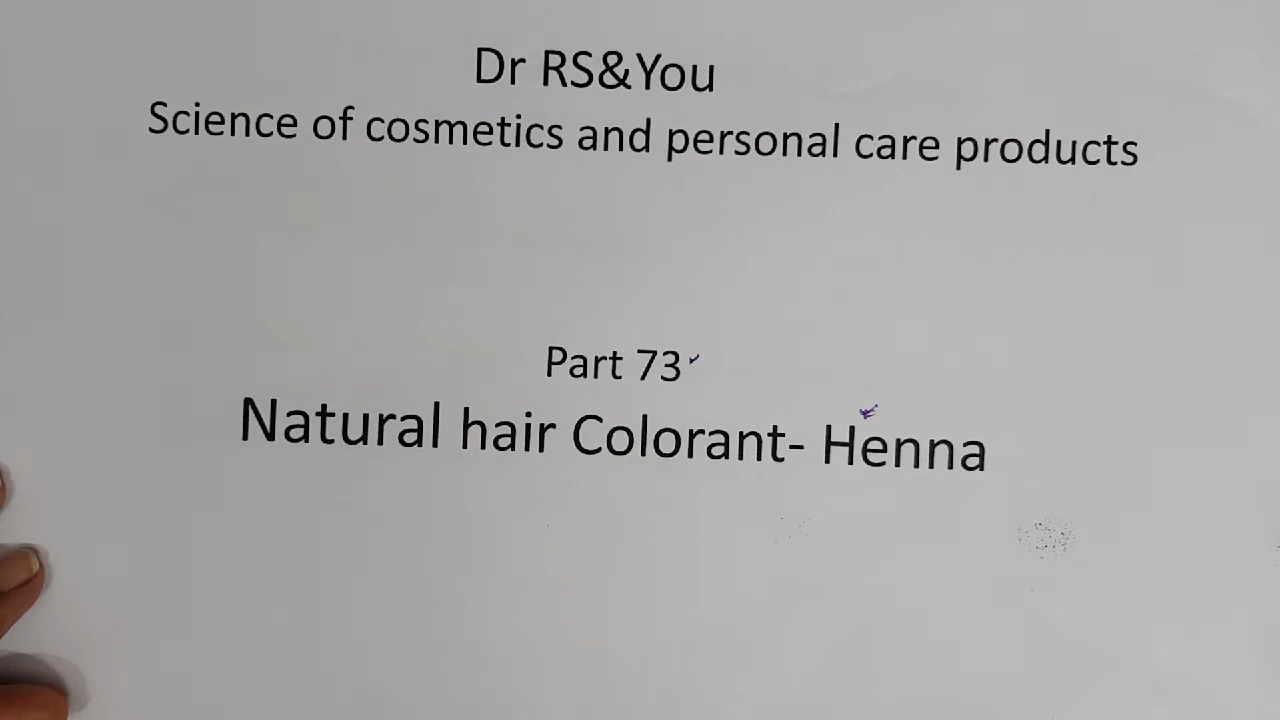 Dr RS&You
Science of cosmetics and personal care products
Part 73
Natural hair Colorant- Henna